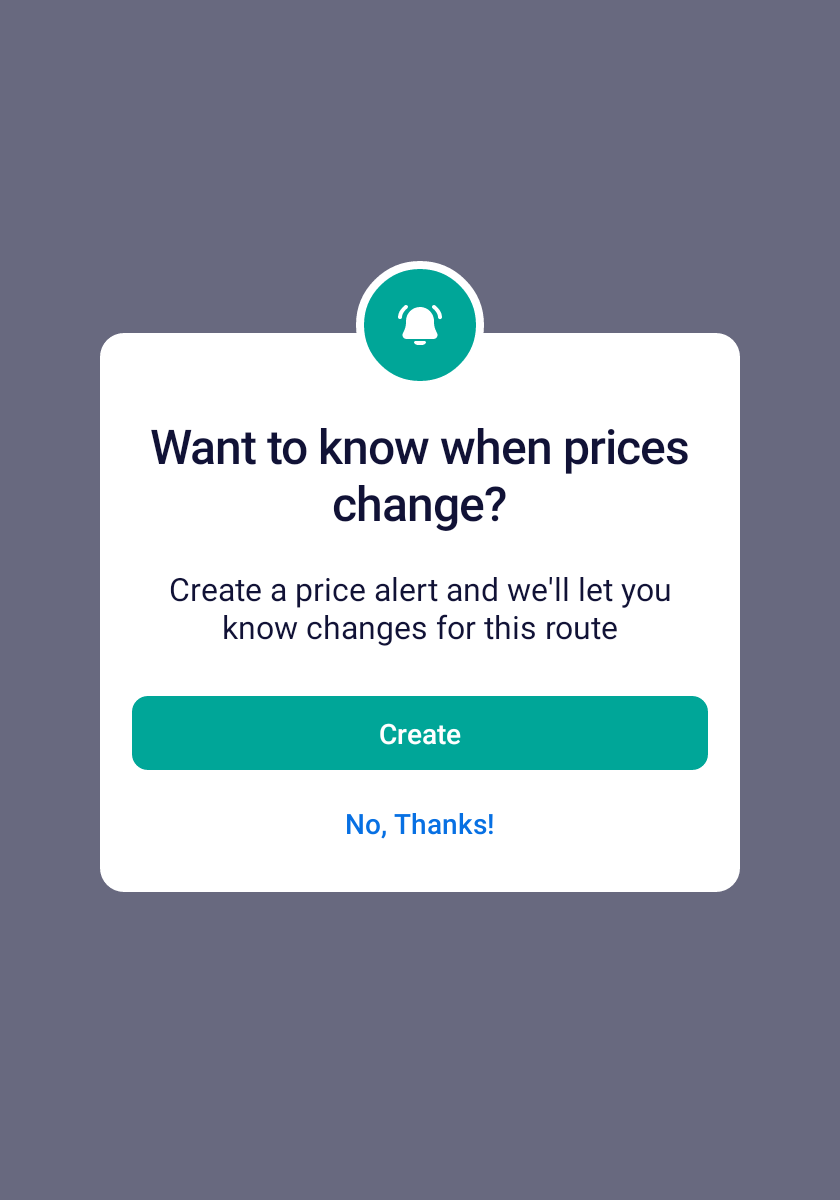 Want to know when prices
change?
Create a price alert and we'll let you
know changes for this route
Create
No, Thanks!